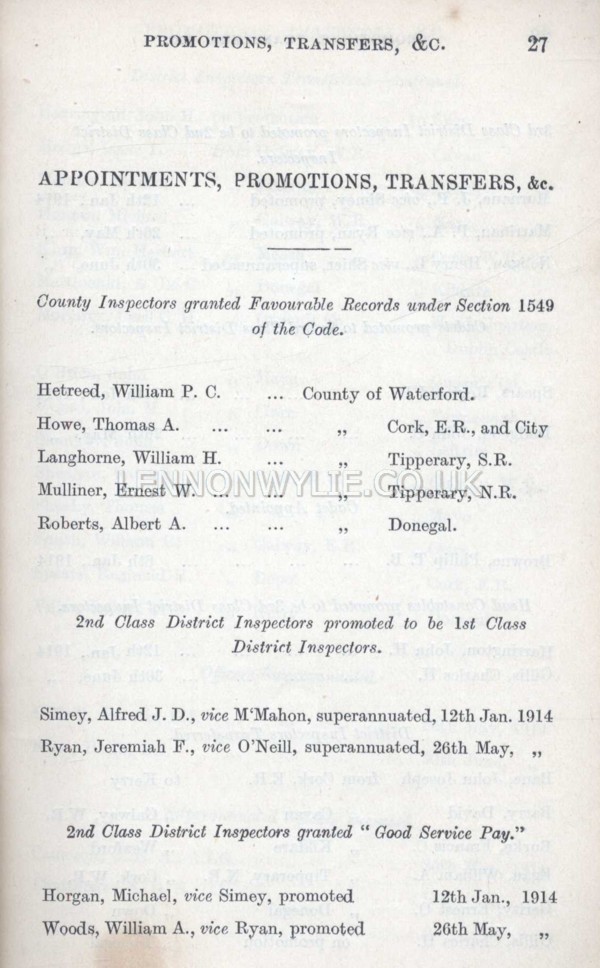 PROMOTIONS, TRANSFERS, &C. 27
APPOINTMENTS, PROMOTIONS, TRANSFERS, &c.
County Inspectors granted Favourable Records under Section 1549
of the Code.
Hetreed, William P. C. ... County of Waterford.
Howe, Thomas A. ... ... „ Cork, E.R., and City
Langhorne, William H. ... „ Tipperary, S.R.
LENNONWYLIE.CO.UK
Mulliner, Ernest W. ... ... „ Tipperary, N.R.
Roberts, Albert A. ... ... „ Donegal.
2nd Class District Inspectors promoted to be 1st Class
District Inspectors.
Simey, Alfred J. D., vice M'Mahon, superannuated, 12th Jan. 1914
Ryan, Jeremiah F., vice O'Neill, superannuated, 26th May, „
2nd Class District Inspectors granted "Good Service Pay."
Horgan, Michael, vice Simey, promoted 12th Jan., 1914
Woods, William A., vice Ryan, promoted 26th May, „